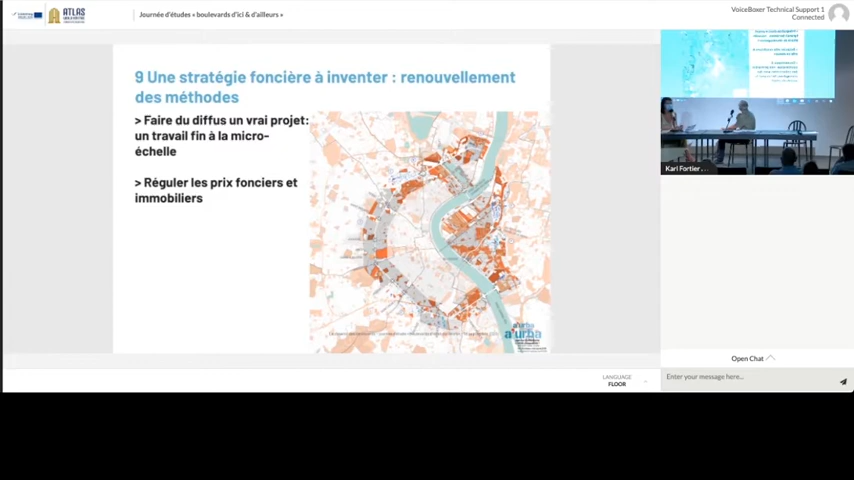 ATLAS
Journée d'études « boulevards d'ici & d'ailleurs »
VoiceBoxer Technical Support 1
Connected
9 Une stratégie foncière à inventer : renouvellement
des méthodes
> Faire du diffus un vrai projet:
un travail fin à la micro-
échelle
> Réguler les prix fonciers et
immobiliers
a'urba
Karl Fortier ...
Open Chat
LANGUAGE
FLOOR
Enter your message here...